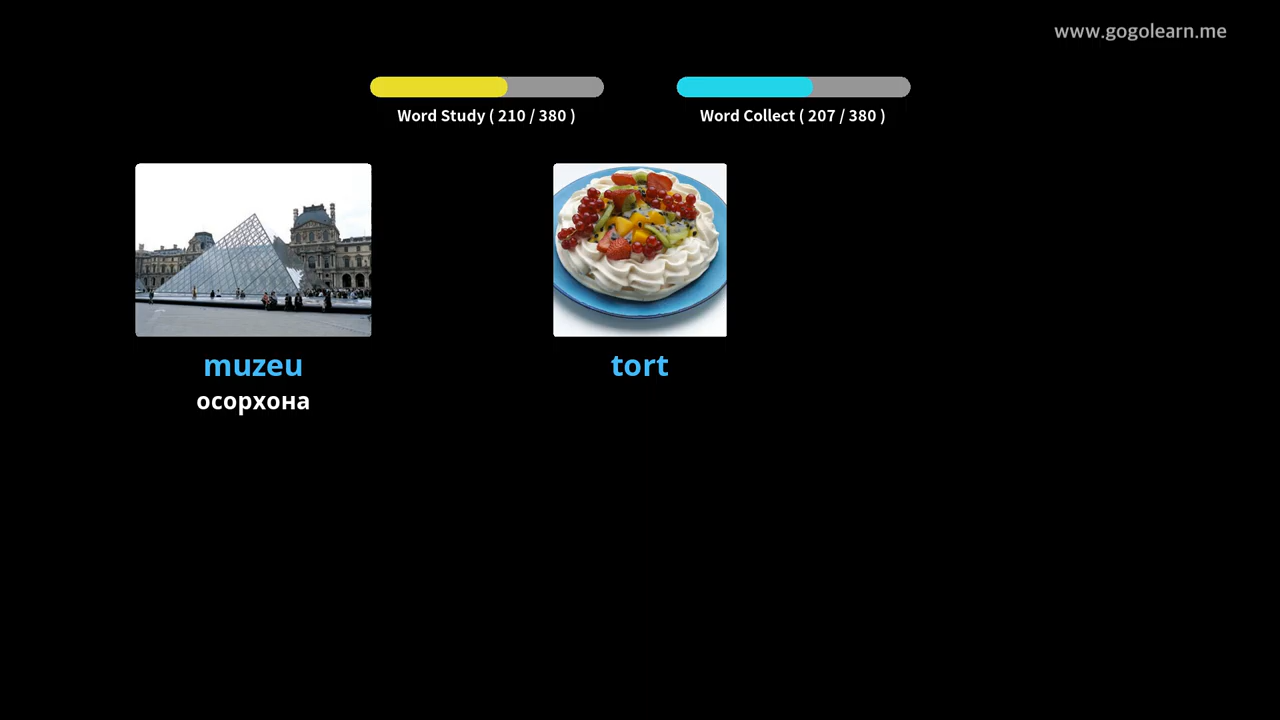 www.gogolearn.me
Word Study ( 210 / 380 )
Word Collect ( 207 / 380 )
muzeu
осорхона
tort